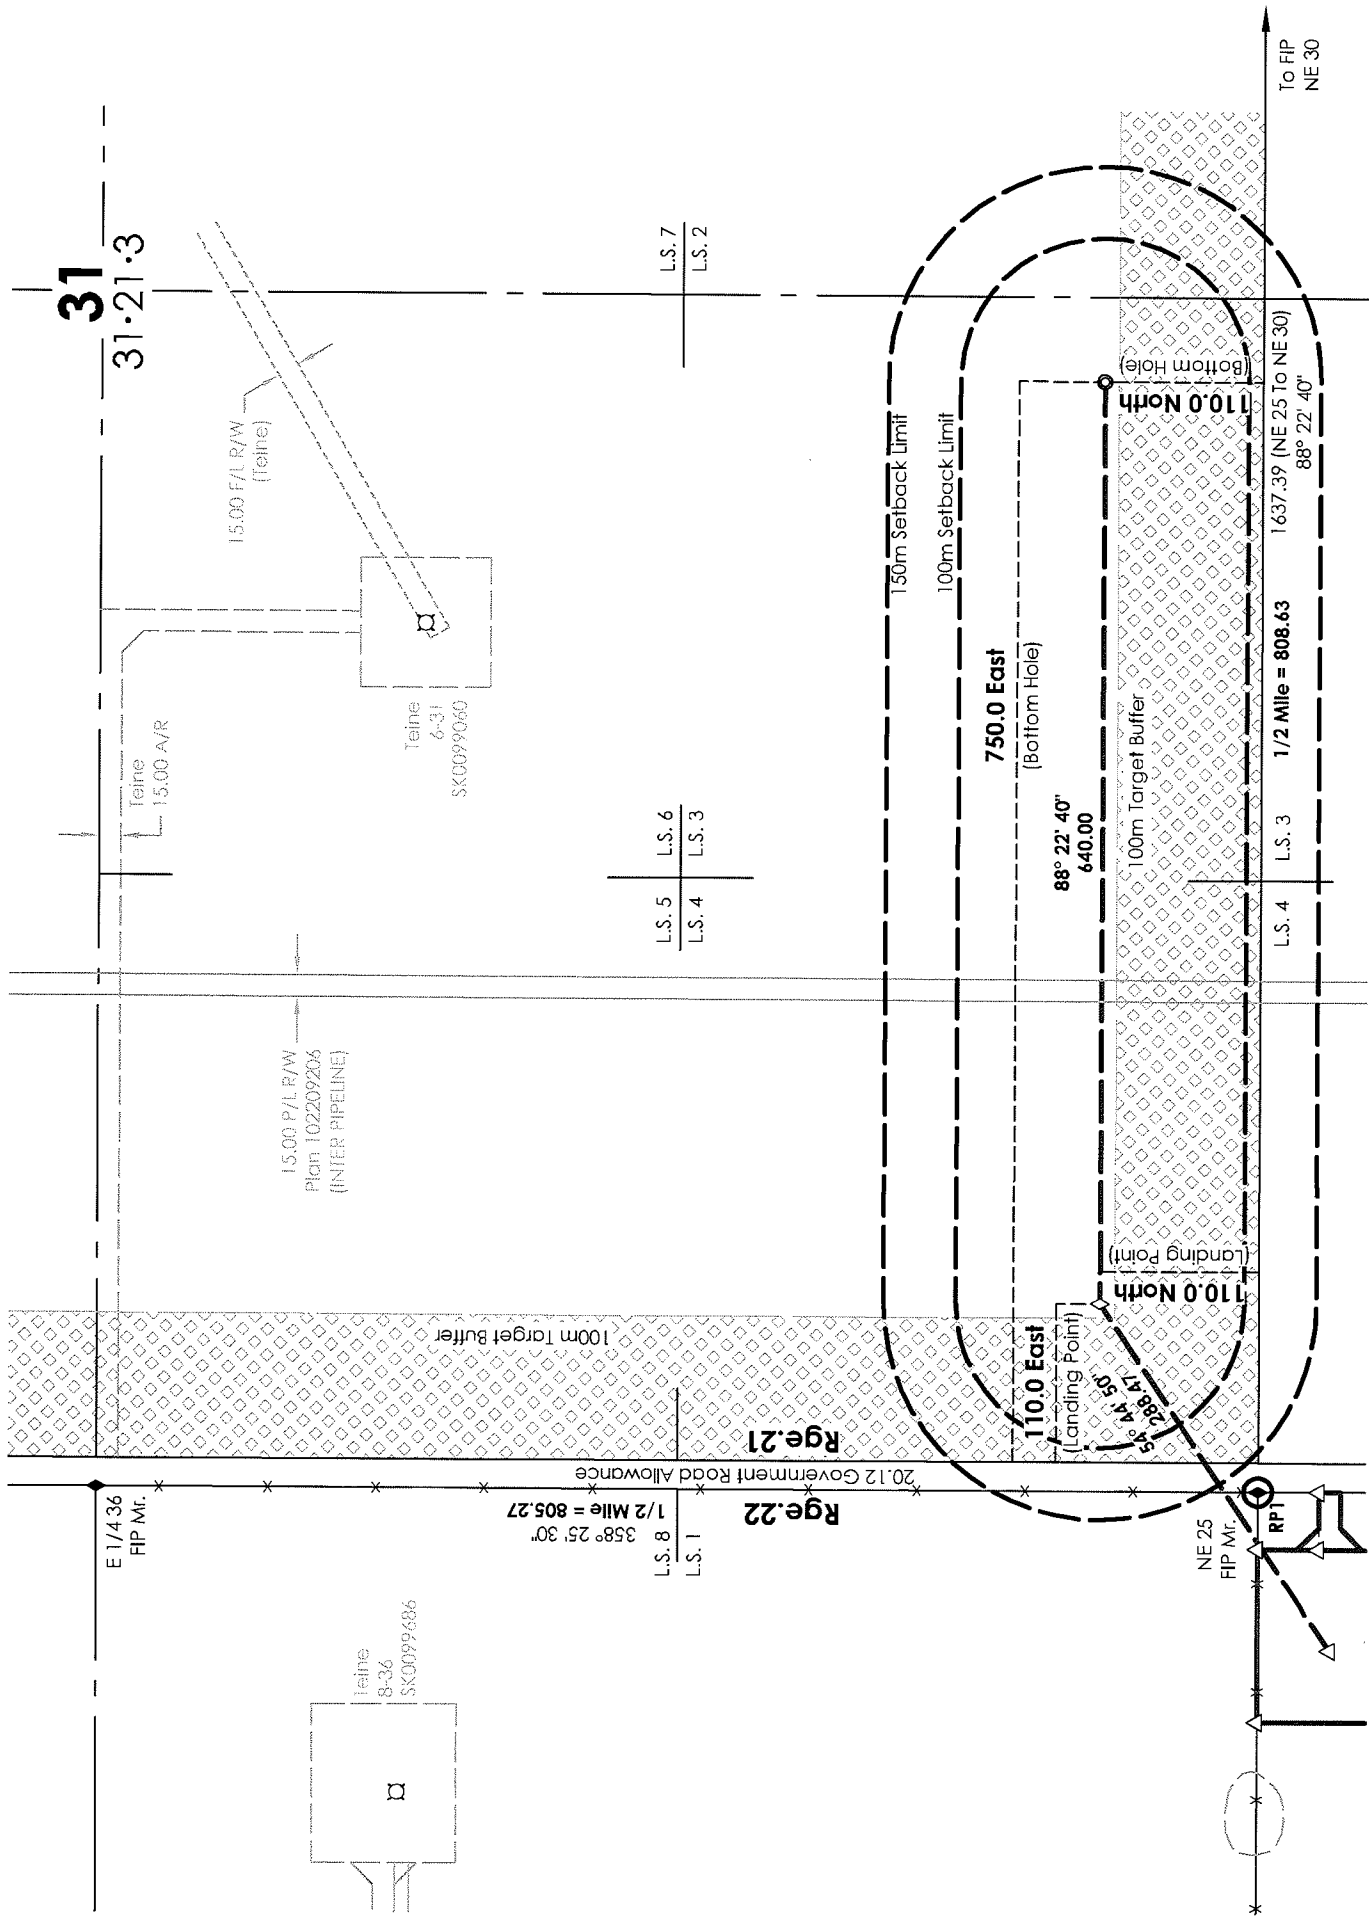 31
31·21·3
To FIP
NE 30
15.00 F/L R/W
(Teine)
Teine
15.00 A/R
Teine
6-31
SK0099060
L.S. 7
L.S. 2
L.S. 6
L.S. 3
L.S. 5
L.S. 4
15.00 P/L R/W
Plan 102209206
(INTER PIPELINE)
150m Setback Limit
100m Setback Limit
750.0 East
(Bottom Hole)
88° 22' 40"
640.00
100m Target Buffer
110.0 North
(Bottom Hole)
1637.39 (NE 25 To NE 30)
88° 22' 40"
1/2 Mile = 808.63
L.S. 3
L.S. 4
110.0 North
(Landing Point)
110.0 East
(Landing Point)
54° 44' 50"
288.47
100m Target Buffer
Rge.21
20.12 Government Road Allowance
Rge.22
1/2 Mile = 805.27
358° 25' 30"
L.S. 8
L.S. 1
E 1/4 36
FIP Mr.
NE 25
FIP Mr.
RP1
Teine
8-36
SK0099686